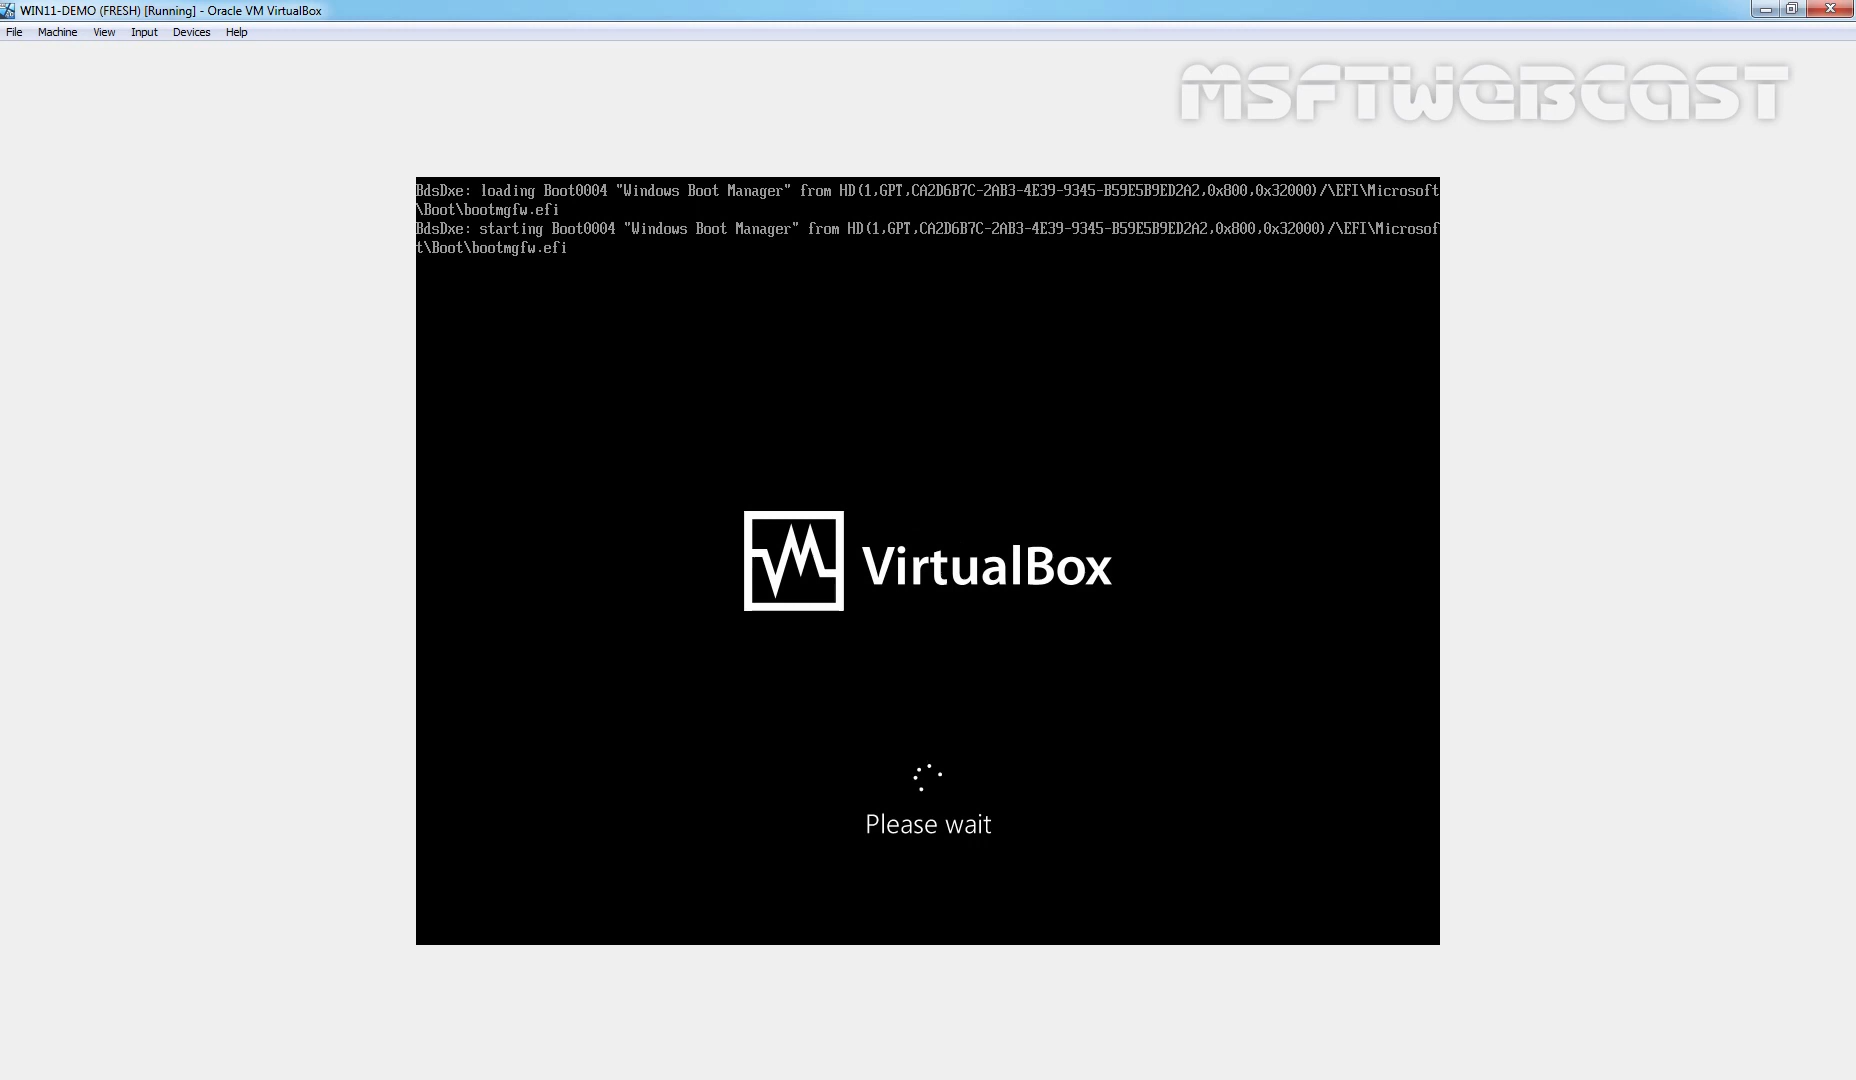 WIN11-DEMO (FRESH) [Running] - Oracle VM VirtualBox
File Machine View Input Devices Help
MSFTWEBCAST
BdsDxe: loading Boot0004 "Windows Boot Manager" from HD(1,GPT,CA2D6B7C-2AB3-4E39-9345-B59E5B9ED2A2,0x800,0x32000)/\EFI\Microsoft
\Boot\bootmgfw.efi
BdsDxe: starting Boot0004 "Windows Boot Manager" from HD(1,GPT,CA2D6B7C-2AB3-4E39-9345-B59E5B9ED2A2,0x800,0x32000)/\EFI\Microsof
t\Boot\bootmgfw.efi
VirtualBox
Please wait